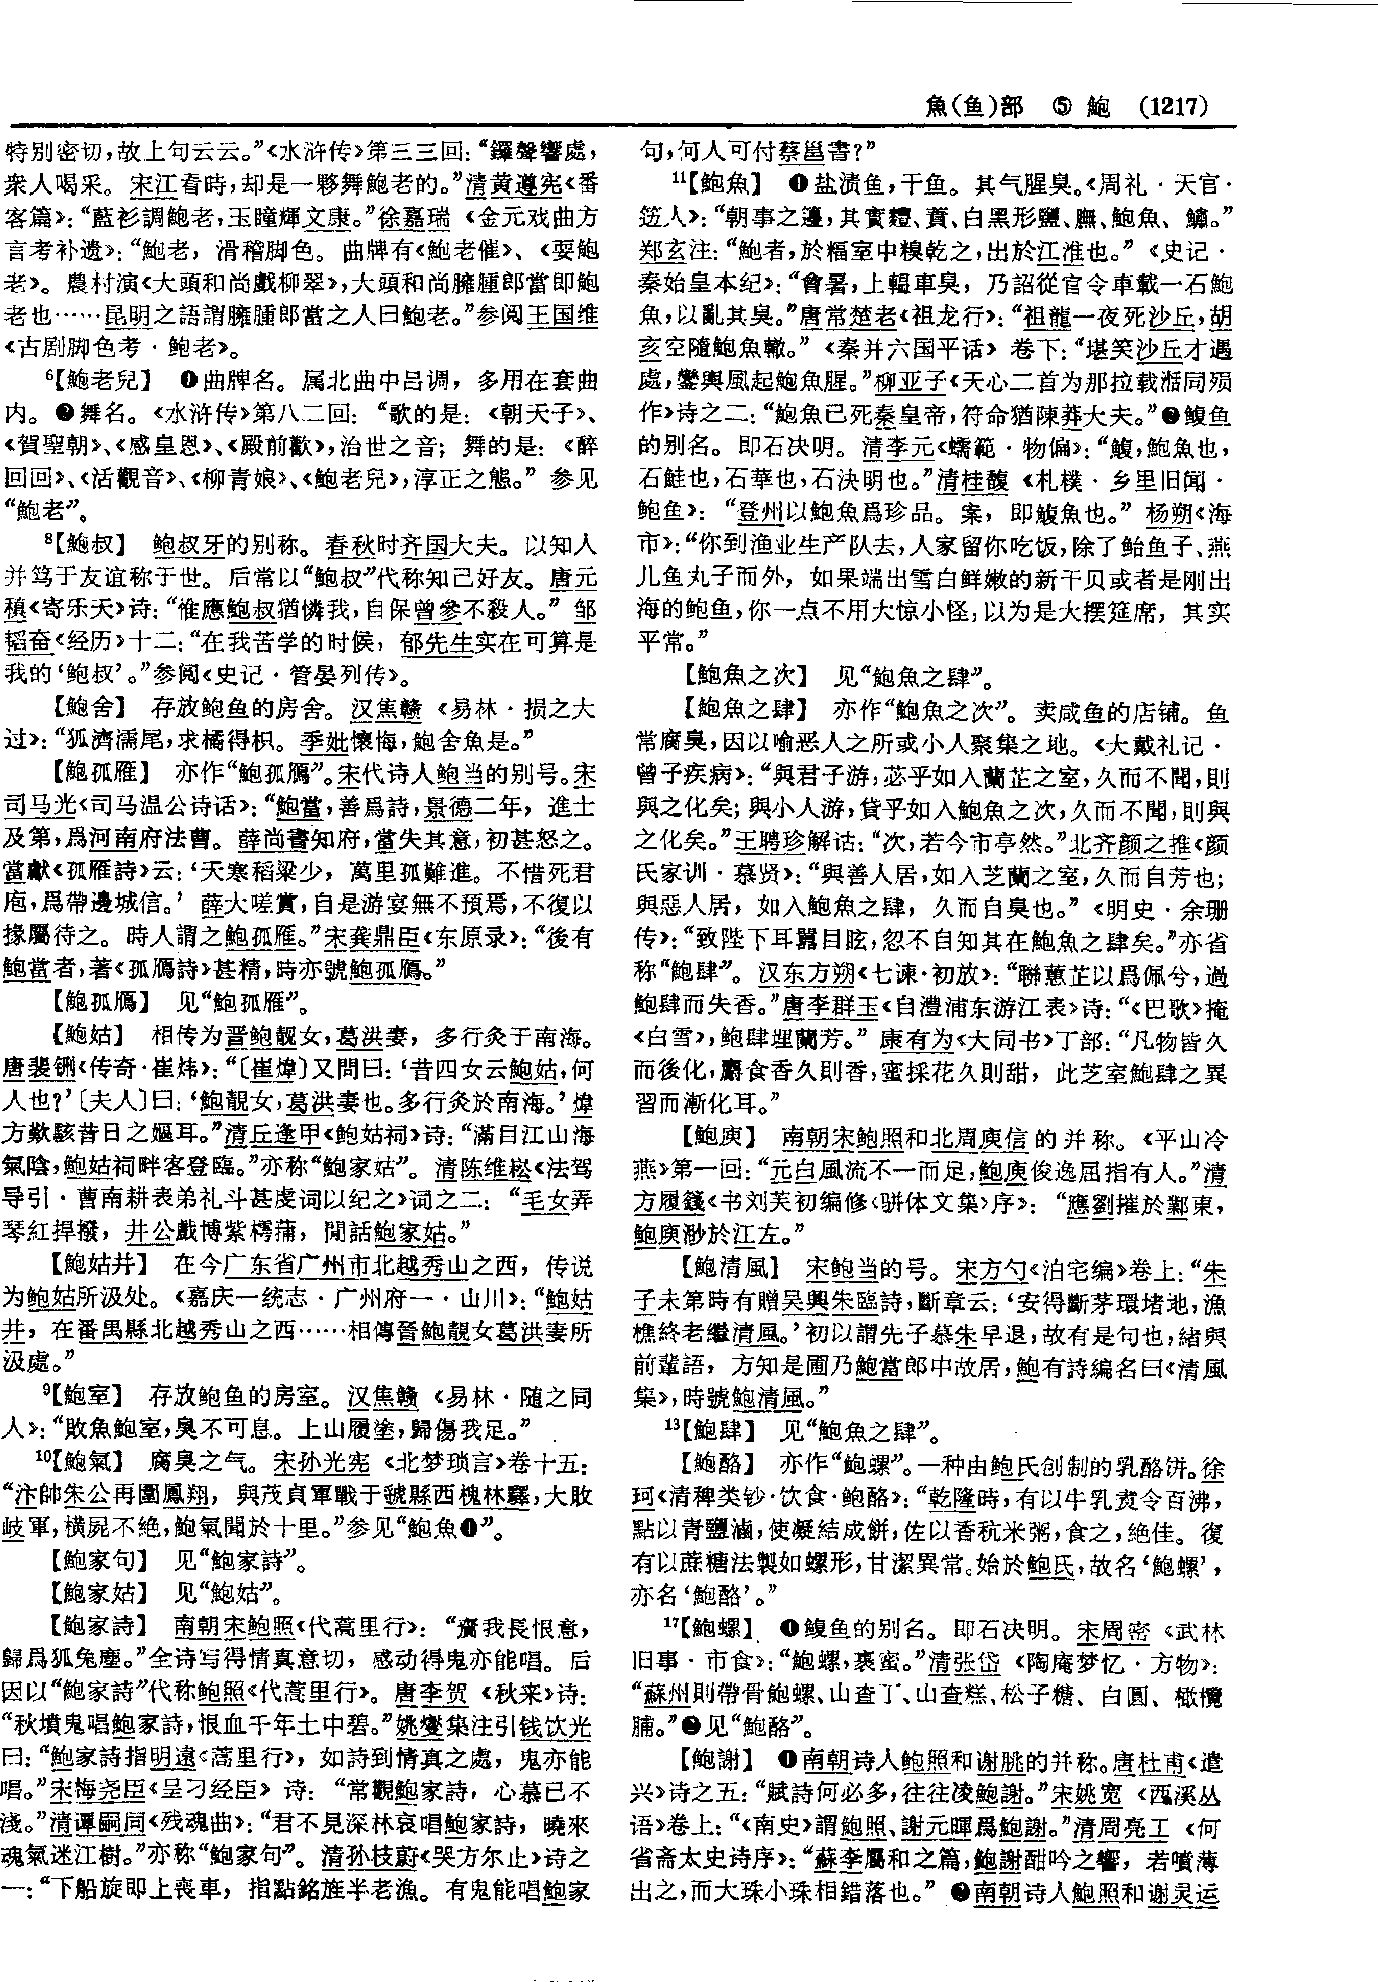 魚(鱼)部 ⑤ 鮑 (1217)
特别密切，故上句云云。”《水浒传》第三三回：“鑼聲響處，
衆人喝采。宋江看時，却是一夥舞鮑老的。”清黄遵宪《番
客篇》：“藍衫調鮑老，玉瞳輝文康。”徐嘉瑞《金元戏曲方
言考补遗》：“鮑老，滑稽脚色。曲牌有《鮑老催》、《耍鮑
老》。農村演《大頭和尚戲柳翠》，大頭和尚臃腫郎當即鮑
老也……昆明之語謂臃腫郎當之人曰鮑老。”参阅王国维
《古剧脚色考·鲍老》。
⁶【鮑老兒】 ❶曲牌名。属北曲中吕调，多用在套曲
内。❷舞名。《水浒传》第八二回：“歌的是：《朝天子》、
《賀聖朝》、《感皇恩》、《殿前歡》，治世之音；舞的是：《醉
回回》、《活觀音》、《柳青娘》、《鮑老兒》，淳正之態。”参见
“鮑老”。
⁸【鮑叔】 鲍叔牙的别称。春秋时齐国大夫。以知人
并笃于友谊称于世。后常以“鮑叔”代称知己好友。唐元
稹《寄乐天》诗：“惟應鮑叔猶憐我，自保曾參不殺人。”邹
韬奋《经历》十二：“在我苦学的时候，郁先生实在可算是
我的‘鲍叔’。”参阅《史记·管晏列传》。
【鮑舍】 存放鲍鱼的房舍。汉焦赣《易林·损之大
过》：“狐濟濡尾，求橘得枳。季妣懷悔，鮑舍魚是。”
【鮑孤雁】 亦作“鮑孤鴈”。宋代诗人鲍当的别号。宋
司马光《司马温公诗话》：“鮑當，善爲詩，景德二年，進士
及第，爲河南府法曹。薛尚書知府，當失其意，初甚怒之。
當獻《孤雁詩》云：‘天寒稻粱少，萬里孤難進。不惜死君
庖，爲帶邊城信。’薛大嗟賞，自是游宴無不預焉，不復以
掾屬待之。時人謂之鮑孤雁。”宋龚鼎臣《东原录》：“後有
鮑當者，著《孤鴈詩》甚精，時亦號鮑孤鴈。”
【鮑孤鴈】 见“鮑孤雁”。
【鮑姑】 相传为晋鲍靓女，葛洪妻，多行灸于南海。
唐裴铏《传奇·崔炜》：“〔崔煒〕又問曰：‘昔四女云鮑姑，何
人也？’〔夫人〕曰：‘鮑靚女，葛洪妻也。多行灸於南海。’煒
方歎駭昔日之嫗耳。”清丘逢甲《鲍姑祠》诗：“滿目江山海
氣陰，鮑姑祠畔客登臨。”亦称“鮑家姑”。清陈维崧《法驾
导引·曹南耕表弟礼斗甚虔词以纪之》词之二：“毛女弄
琴紅捍撥，井公戲博紫樗蒲，閒話鮑家姑。”
【鮑姑井】 在今广东省广州市北越秀山之西，传说
为鲍姑所汲处。《嘉庆一统志·广州府一·山川》：“鮑姑
井，在番禺縣北越秀山之西……相傳晉鮑靚女葛洪妻所
汲處。”
⁹【鮑室】 存放鲍鱼的房室。汉焦赣《易林·随之同
人》：“敗魚鮑室，臭不可息。上山履塗，歸傷我足。”
¹⁰【鮑氣】 腐臭之气。宋孙光宪《北梦琐言》卷十五：
“汴帥朱公再圍鳳翔，與茂貞軍戰于虢縣西槐林驛，大敗
岐軍，横屍不絶，鮑氣聞於十里。”参见“鮑魚❶”。
【鮑家句】 见“鮑家詩”。
【鮑家姑】 见“鮑姑”。
【鮑家詩】 南朝宋鲍照《代蒿里行》：“齎我長恨意，
歸爲狐兔塵。”全诗写得情真意切，感动得鬼亦能唱。后
因以“鮑家詩”代称鲍照《代蒿里行》。唐李贺《秋来》诗：
“秋墳鬼唱鮑家詩，恨血千年土中碧。”姚燮集注引钱饮光
曰：“鮑家詩指明遠《蒿里行》，如詩到情真之處，鬼亦能
唱。”宋梅尧臣《呈刁经臣》诗：“常觀鮑家詩，心慕已不
淺。”清谭嗣同《残魂曲》：“君不見深林哀唱鮑家詩，曉來
魂氣迷江樹。”亦称“鮑家句”。清孙枝蔚《哭方尔止》诗之
一：“下船旋即上喪車，指點銘旌半老漁。有鬼能唱鮑家
句，何人可付蔡邕書？”
¹¹【鮑魚】 ❶盐渍鱼，干鱼。其气腥臭。《周礼·天官·
笾人》：“朝事之籩，其實麷、蕡、白黑形鹽、膴、鮑魚、鱐。”
郑玄注：“鮑者，於糗室中糗乾之，出於江淮也。”《史记·
秦始皇本纪》：“會暑，上轀車臭，乃詔從官令車載一石鮑
魚，以亂其臭。”唐常楚老《祖龙行》：“祖龍一夜死沙丘，胡
亥空隨鮑魚轍。”《秦并六国平话》卷下：“堪笑沙丘才過
處，鑾輿風起鮑魚腥。”柳亚子《天心二首为那拉载湉同殒
作》诗之二：“鮑魚已死秦皇帝，符命猶陳莽大夫。”❷鳆鱼
的别名。即石决明。清李元《蠕範·物偏》：“鰒，鮑魚也，
石鮭也，石華也，石決明也。”清桂馥《札樸·乡里旧闻·
鲍鱼》：“登州以鮑魚爲珍品。案，即鰒魚也。”杨朔《海
市》：“你到渔业生产队去，人家留你吃饭，除了鲐鱼子、燕
儿鱼丸子而外，如果端出雪白鲜嫩的新干贝或者是刚出
海的鲍鱼，你一点不用大惊小怪，以为是大摆筵席，其实
平常。”
【鮑魚之次】 见“鮑魚之肆”。
【鮑魚之肆】 亦作“鮑魚之次”。卖咸鱼的店铺。鱼
常腐臭，因以喻恶人之所或小人聚集之地。《大戴礼记·
曾子疾病》：“與君子游，苾乎如入蘭芷之室，久而不聞，則
與之化矣；與小人游，貸乎如入鮑魚之次，久而不聞，則與
之化矣。”王聘珍解诂：“次，若今市亭然。”北齐颜之推《颜
氏家训·慕贤》：“與善人居，如入芝蘭之室，久而自芳也；
與惡人居，如入鮑魚之肆，久而自臭也。”《明史·余珊
传》：“致陛下耳囂目眩，忽不自知其在鮑魚之肆矣。”亦省
称“鮑肆”。汉东方朔《七谏·初放》：“聯蕙芷以爲佩兮，過
鮑肆而失香。”唐李群玉《自澧浦东游江表》诗：“《巴歌》掩
《白雪》，鮑肆埋蘭芳。”康有为《大同书》丁部：“凡物皆久
而後化，麝食香久則香，蜜採花久則甜，此芝室鮑肆之異
習而漸化耳。”
【鮑庾】 南朝宋鲍照和北周庾信的并称。《平山冷
燕》第一回：“元白風流不一而足，鮑庾俊逸屈指有人。”清
方履籛《书刘芙初编修〈骈体文集〉序》：“應劉摧於鄴東，
鮑庾渺於江左。”
【鮑清風】 宋鲍当的号。宋方勺《泊宅编》卷上：“朱
子未第時有贈吴興朱臨詩，斷章云：‘安得斷茅環堵地，漁
樵終老繼清風。’初以謂先子慕朱早退，故有是句也，緒與
前輩語，方知是圃乃鮑當郎中故居，鮑有詩編名曰《清風
集》，時號鮑清風。”
¹³【鮑肆】 见“鮑魚之肆”。
【鮑酪】 亦作“鮑螺”。一种由鲍氏创制的乳酪饼。徐
珂《清稗类钞·饮食·鲍酪》：“乾隆時，有以牛乳煑令百沸，
點以青鹽滷，使凝結成餅，佐以香秔米粥，食之，絶佳。復
有以蔗糖法製如螺形，甘潔異常。始於鮑氏，故名‘鮑螺’，
亦名‘鮑酪’。”
¹⁷【鮑螺】 ❶鳆鱼的别名。即石决明。宋周密《武林
旧事·市食》：“鮑螺，裹蜜。”清张岱《陶庵梦忆·方物》：
“蘇州則帶骨鮑螺、山查丁、山查糕、松子糖、白圓、橄欖
脯。”❷见“鮑酪”。
【鮑謝】 ❶南朝诗人鲍照和谢朓的并称。唐杜甫《遣
兴》诗之五：“賦詩何必多，往往凌鮑謝。”宋姚宽《西溪丛
语》卷上：“《南史》謂鮑照、謝元暉爲鮑謝。”清周亮工《何
省斋太史诗序》：“蘇李屬和之篇，鮑謝酣吟之響，若噴薄
出之，而大珠小珠相錯落也。”❷南朝诗人鲍照和谢灵运